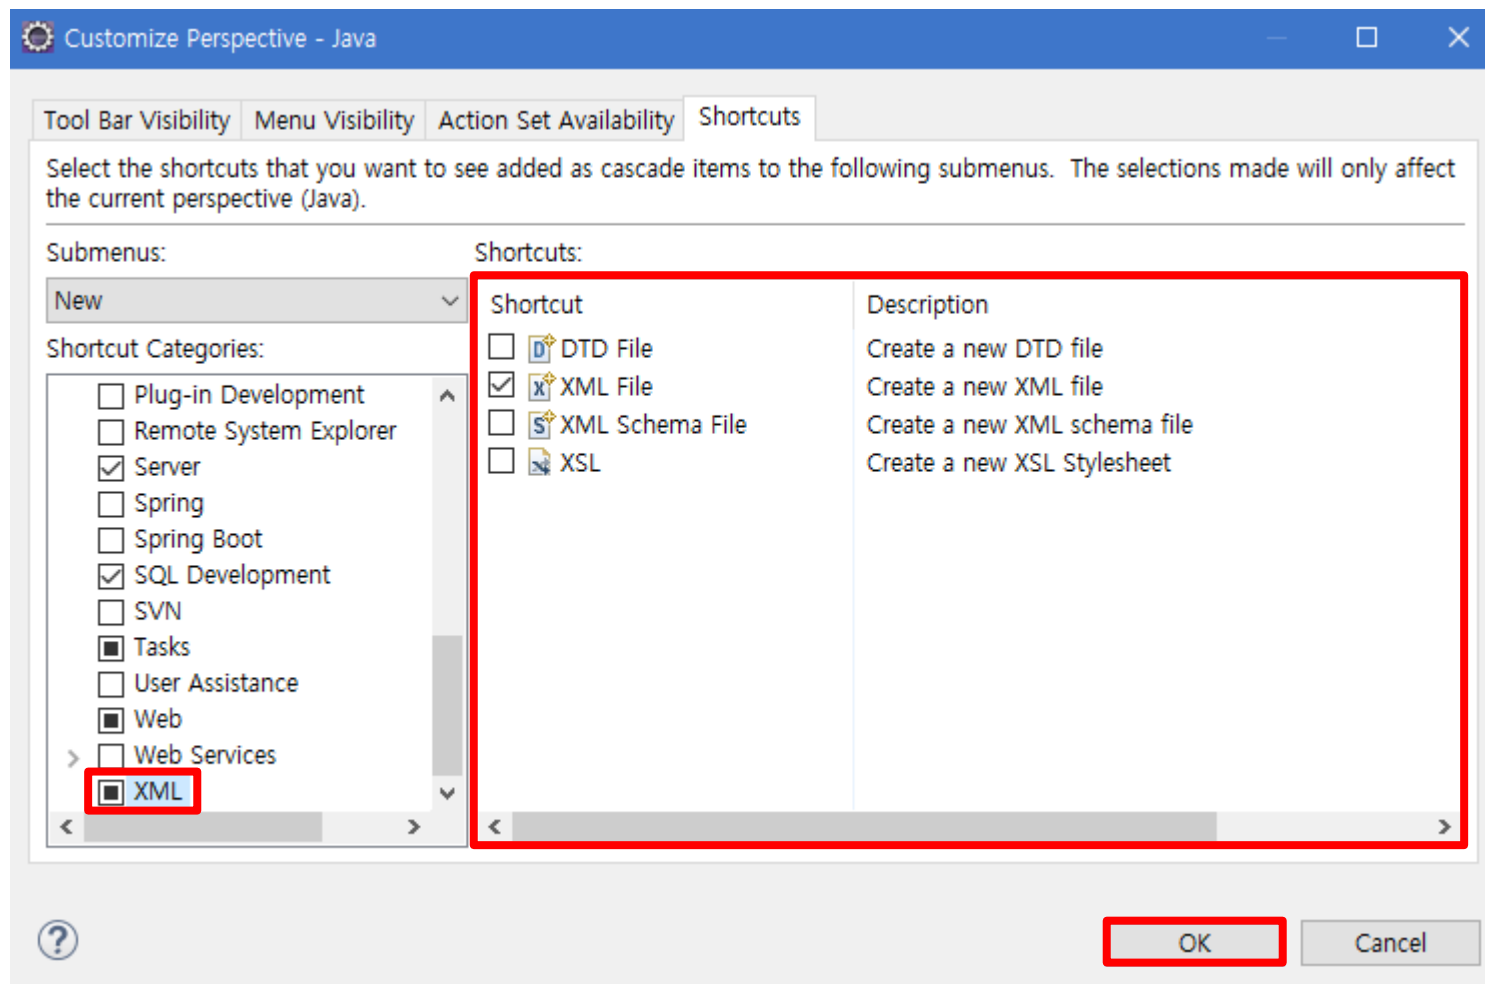 Customize Perspective - Java
Tool Bar Visibility Menu Visibility Action Set Availability Shortcuts
Select the shortcuts that you want to see added as cascade items to the following submenus. The selections made will only affect
the current perspective (Java).
Submenus:
New
Shortcut Categories:
Plug-in Development
Remote System Explorer
Server
Spring
Spring Boot
SQL Development
SVN
Tasks
User Assistance
Web
Web Services
XML
Shortcuts:
Shortcut Description
DTD File Create a new DTD file
XML File Create a new XML file
XML Schema File Create a new XML schema file
XSL Create a new XSL Stylesheet
OK Cancel